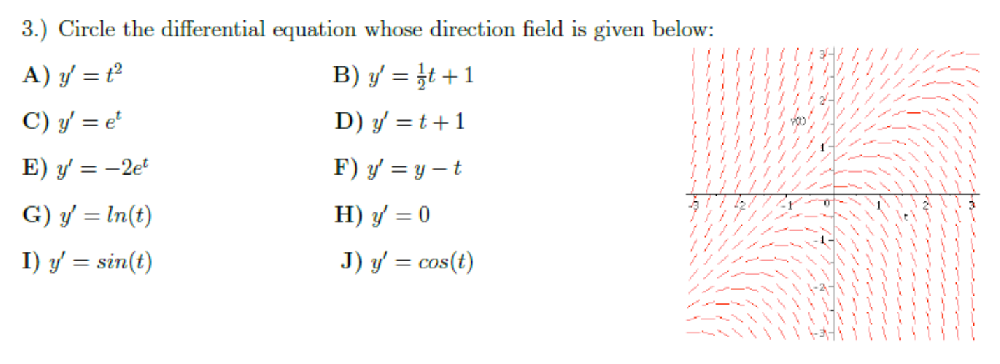 3.) Circle the differential equation whose direction field is given below:
A) y′ = t²
B) y′ = ½t + 1
C) y′ = eᵗ
D) y′ = t + 1
E) y′ = −2eᵗ
F) y′ = y − t
G) y′ = ln(t)
H) y′ = 0
I) y′ = sin(t)
J) y′ = cos(t)
3
2
y(t)
1
-3 -2 -1 0 1 2 3
t
-1
-2
-3